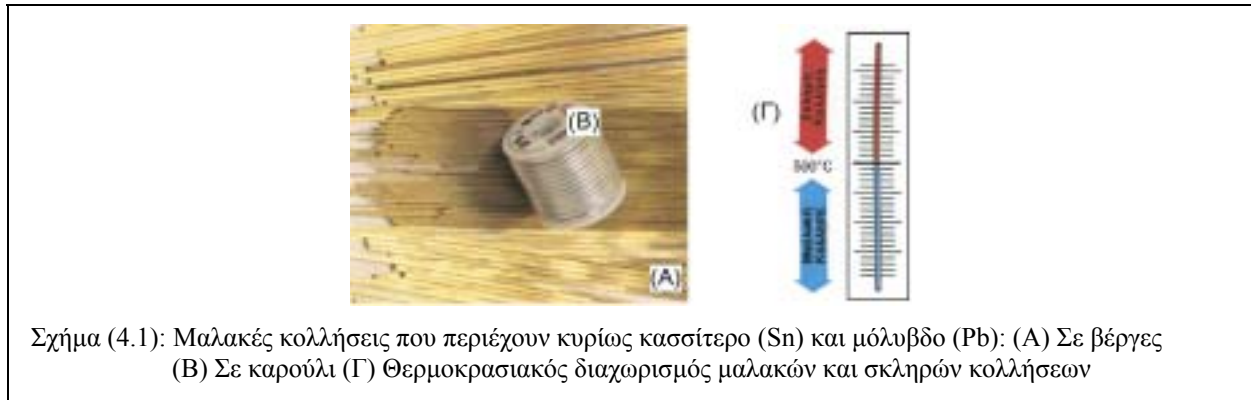 (Β)
(Α)
(Γ)
500°C
Σχήμα (4.1): Μαλακές κολλήσεις που περιέχουν κυρίως κασσίτερο (Sn) και μόλυβδο (Pb): (Α) Σε βέργες
(Β) Σε καρούλι (Γ) Θερμοκρασιακός διαχωρισμός μαλακών και σκληρών κολλήσεων